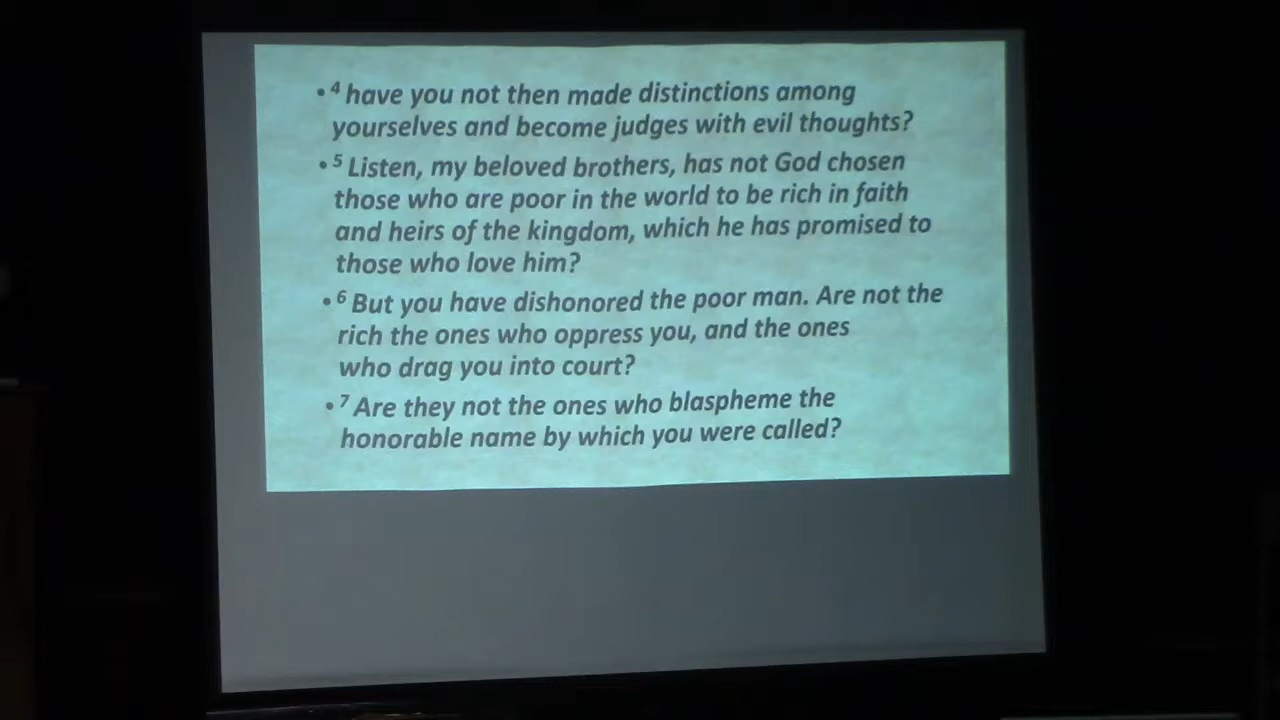 • ⁴ have you not then made distinctions among
yourselves and become judges with evil thoughts?
• ⁵ Listen, my beloved brothers, has not God chosen
those who are poor in the world to be rich in faith
and heirs of the kingdom, which he has promised to
those who love him?
• ⁶ But you have dishonored the poor man. Are not the
rich the ones who oppress you, and the ones
who drag you into court?
• ⁷ Are they not the ones who blaspheme the
honorable name by which you were called?